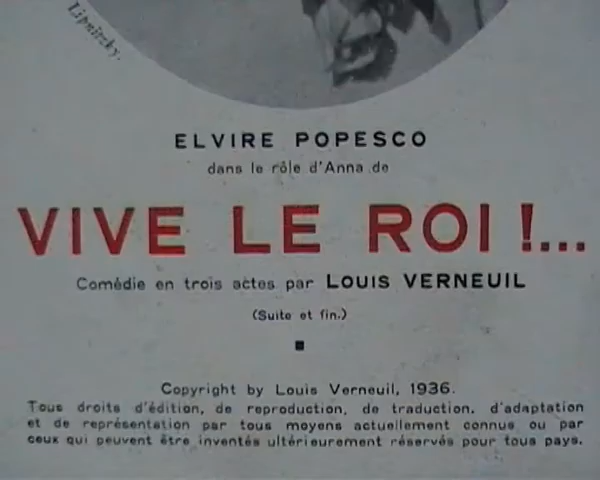 Lipnitzky.
ELVIRE POPESCO
dans le rôle d'Anna de
VIVE LE ROI !...
Comédie en trois actes par LOUIS VERNEUIL
(Suite et fin.)
Copyright by Louis Verneuil, 1936.
Tous droits d'édition, de reproduction, de traduction, d'adaptation
et de représentation par tous moyens actuellement connus ou par
ceux qui peuvent être inventés ultérieurement réservés pour tous pays.